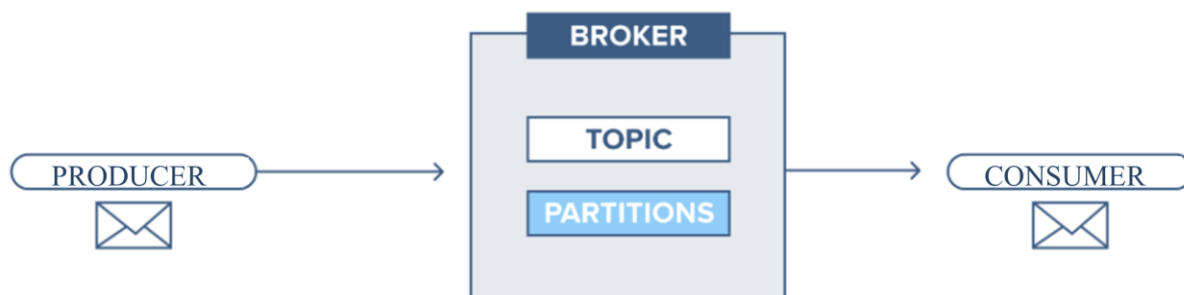 BROKER
TOPIC
PRODUCER
CONSUMER
PARTITIONS